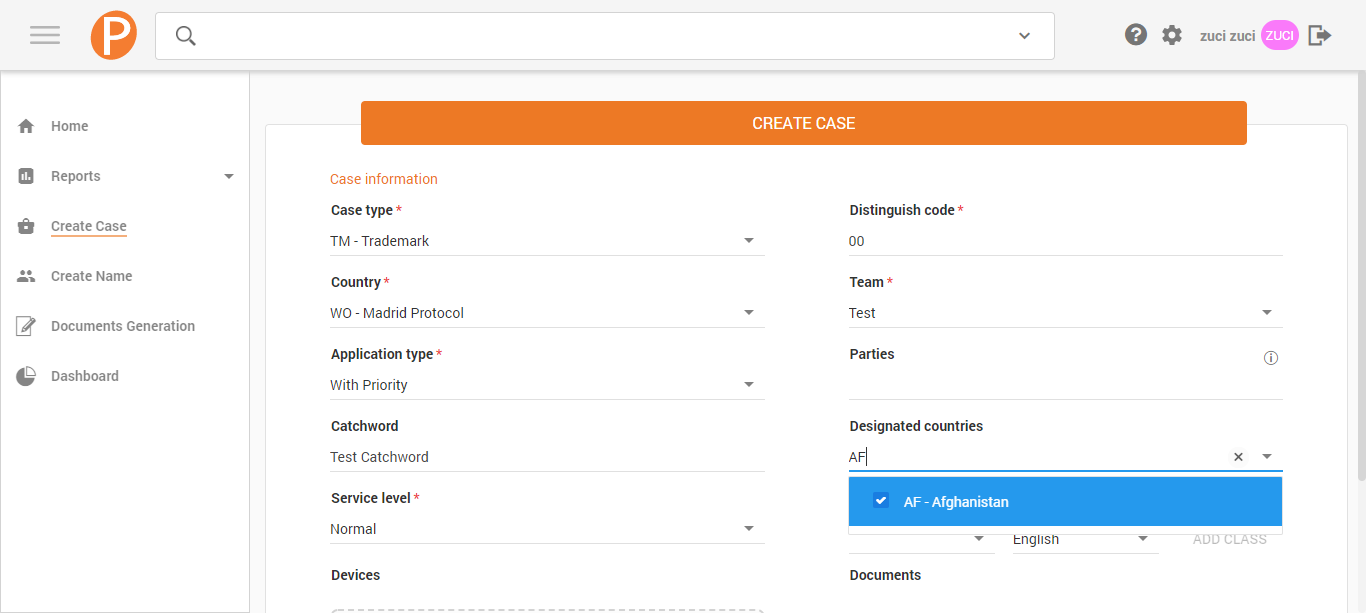 P
zuci zuci
ZUCI
Home
Reports
Create Case
Create Name
Documents Generation
Dashboard
CREATE CASE
Case information
Case type *
TM - Trademark
Distinguish code *
00
Country *
WO - Madrid Protocol
Team *
Test
Application type *
With Priority
Parties
Catchword
Test Catchword
Designated countries
AF
AF - Afghanistan
Service level *
Normal
English
ADD CLASS
Devices
Documents